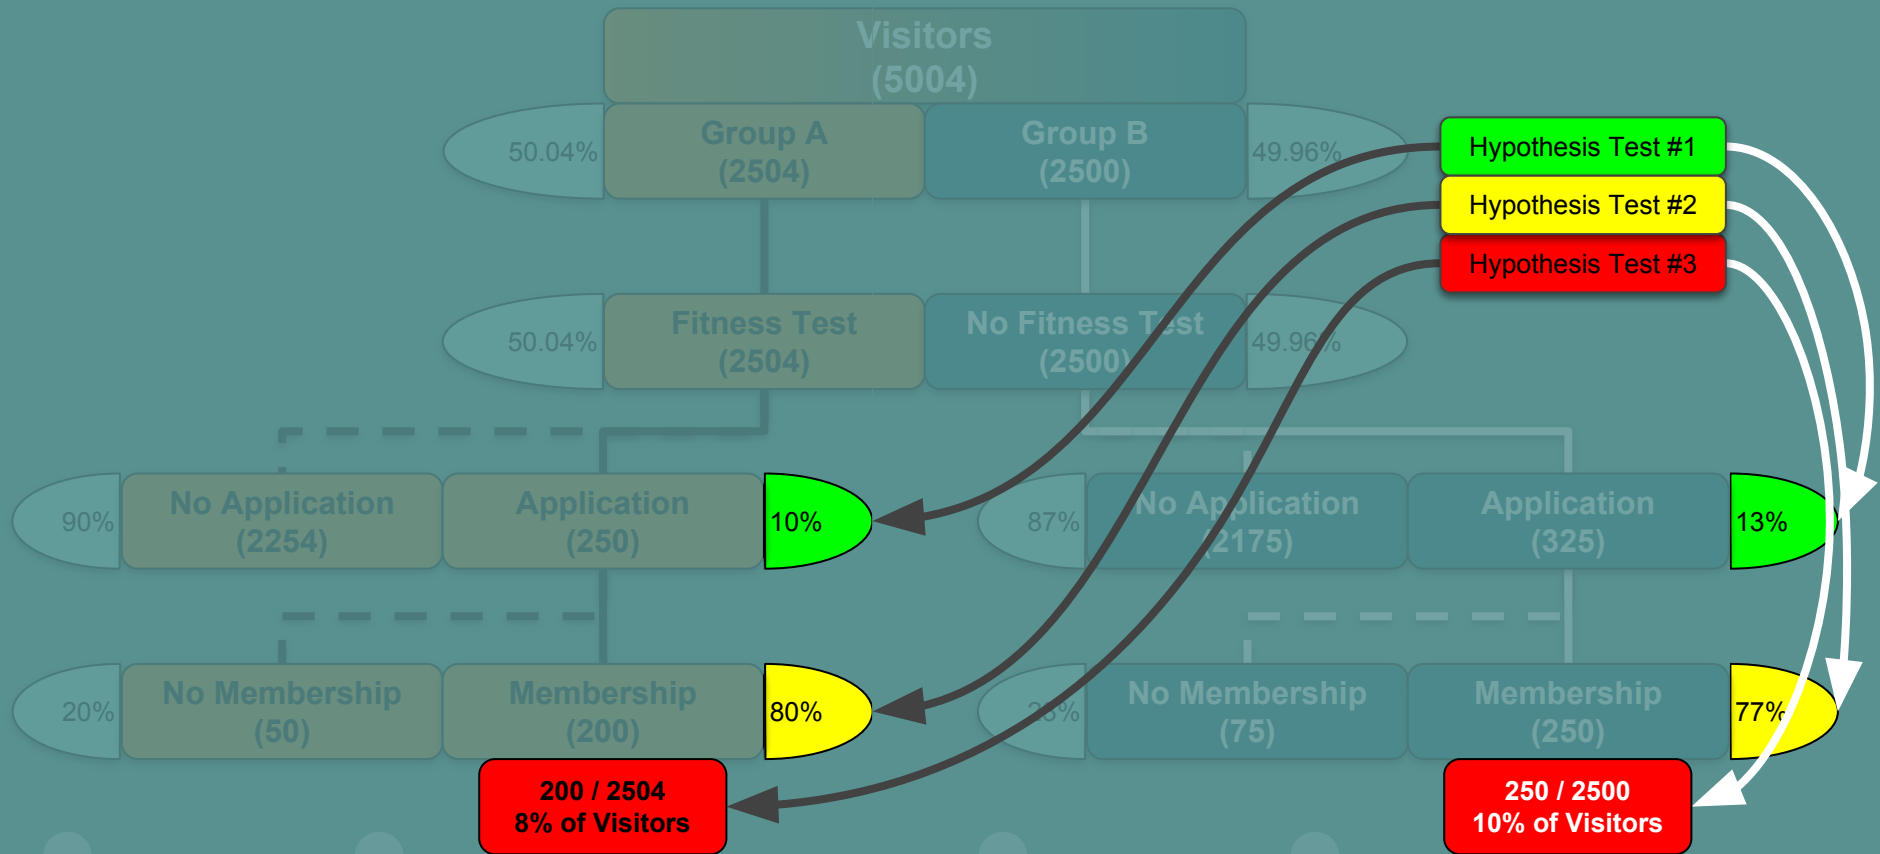 Visitors
(5004)
50.04%
Group A
(2504)
Group B
(2500)
49.96%
Hypothesis Test #1
Hypothesis Test #2
Hypothesis Test #3
50.04%
Fitness Test
(2504)
No Fitness Test
(2500)
49.96%
90%
No Application
(2254)
Application
(250)
10%
87%
No Application
(2175)
Application
(325)
13%
20%
No Membership
(50)
Membership
(200)
80%
No Membership
(75)
Membership
(250)
77%
200 / 2504
8% of Visitors
250 / 2500
10% of Visitors